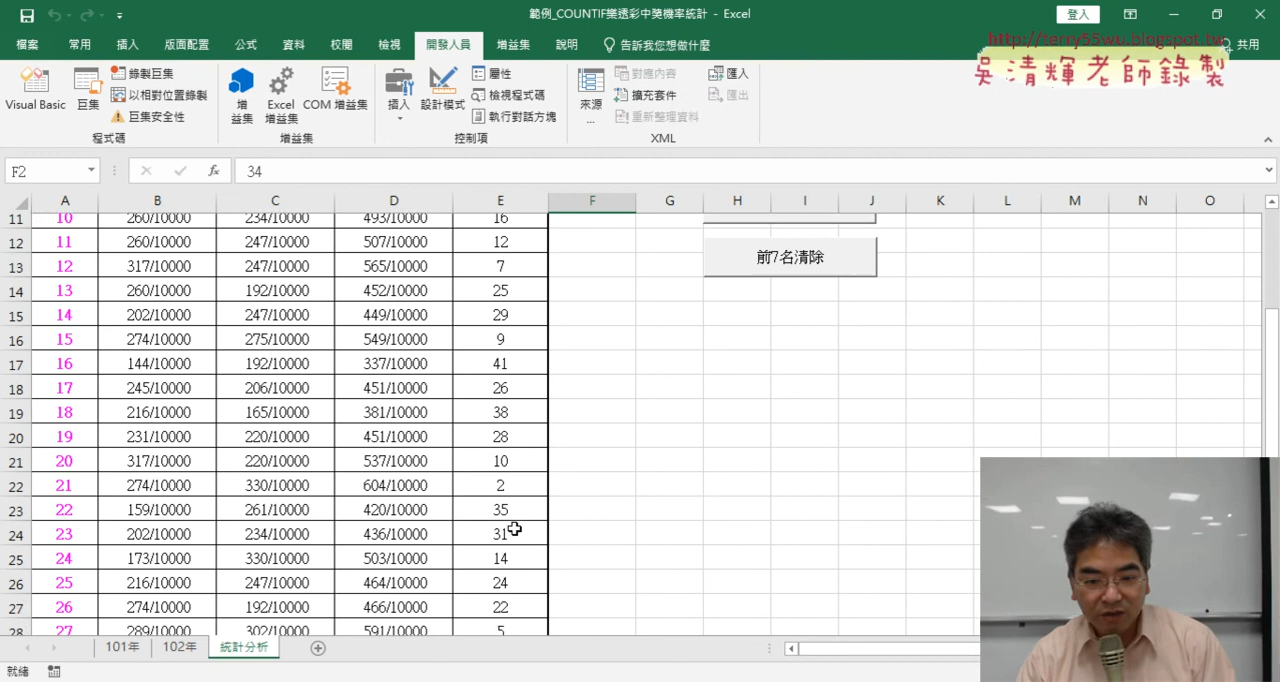 範例_COUNTIF樂透彩中獎機率統計 - Excel
登入
檔案 常用 插入 版面配置 公式 資料 校閱 檢視 開發人員 增益集 說明 告訴我您想做什麼 共用
http://terry55wu.blogspot.tw
吳清輝老師錄製
Visual Basic 巨集 錄製巨集 以相對位置錄製 巨集安全性
增益集 Excel 增益集 COM 增益集
插入 設計模式 屬性 檢視程式碼 執行對話方塊
來源... 對應內容 擴充套件 重新整理資料 匯入 匯出
程式碼 增益集 控制項 XML
F2 fx 34
A B C D E F G H I J K L M N O
11 10 260/10000 234/10000 493/10000 16
12 11 260/10000 247/10000 507/10000 12
前7名清除
13 12 317/10000 247/10000 565/10000 7
14 13 260/10000 192/10000 452/10000 25
15 14 202/10000 247/10000 449/10000 29
16 15 274/10000 275/10000 549/10000 9
17 16 144/10000 192/10000 337/10000 41
18 17 245/10000 206/10000 451/10000 26
19 18 216/10000 165/10000 381/10000 38
20 19 231/10000 220/10000 451/10000 28
21 20 317/10000 220/10000 537/10000 10
22 21 274/10000 330/10000 604/10000 2
23 22 159/10000 261/10000 420/10000 35
24 23 202/10000 234/10000 436/10000 31
25 24 173/10000 330/10000 503/10000 14
26 25 216/10000 247/10000 464/10000 24
27 26 274/10000 192/10000 466/10000 22
28 27 289/10000 302/10000 591/10000 5
101年 102年 統計分析
就緒